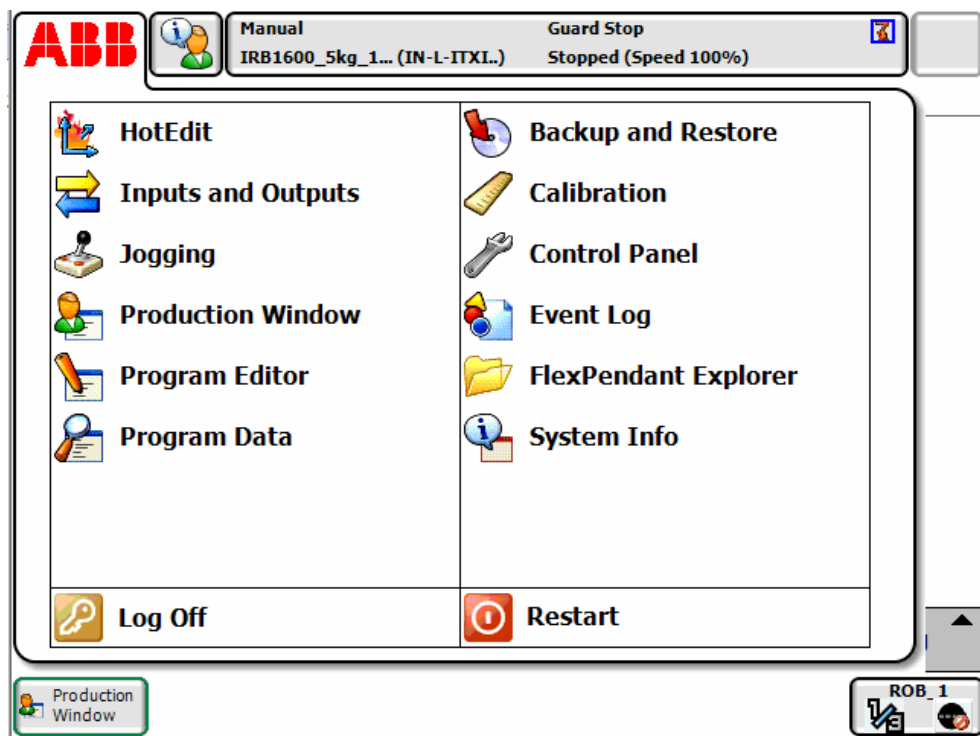 ABB
Manual
IRB1600_5kg_1... (IN-L-ITXI..)
Guard Stop
Stopped (Speed 100%)
HotEdit
Inputs and Outputs
Jogging
Production Window
Program Editor
Program Data
Backup and Restore
Calibration
Control Panel
Event Log
FlexPendant Explorer
System Info
Log Off
Restart
Production
Window
ROB_1
1/3